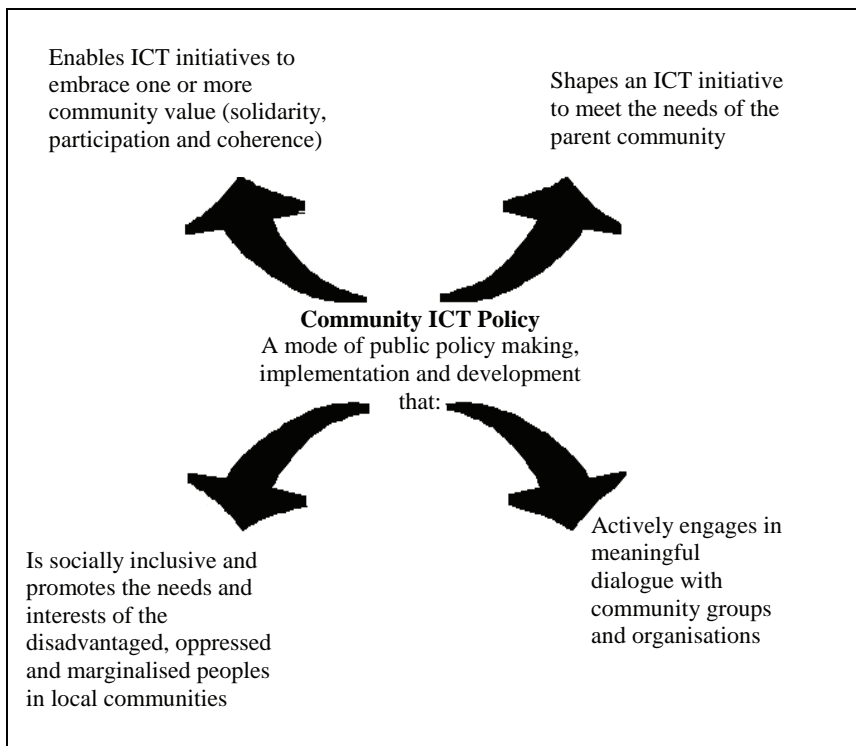 Enables ICT initiatives to
embrace one or more
community value (solidarity,
participation and coherence)
Shapes an ICT initiative
to meet the needs of the
parent community
Community ICT Policy
A mode of public policy making,
implementation and development
that:
Is socially inclusive and
promotes the needs and
interests of the
disadvantaged, oppressed
and marginalised peoples
in local communities
Actively engages in
meaningful
dialogue with
community groups
and organisations